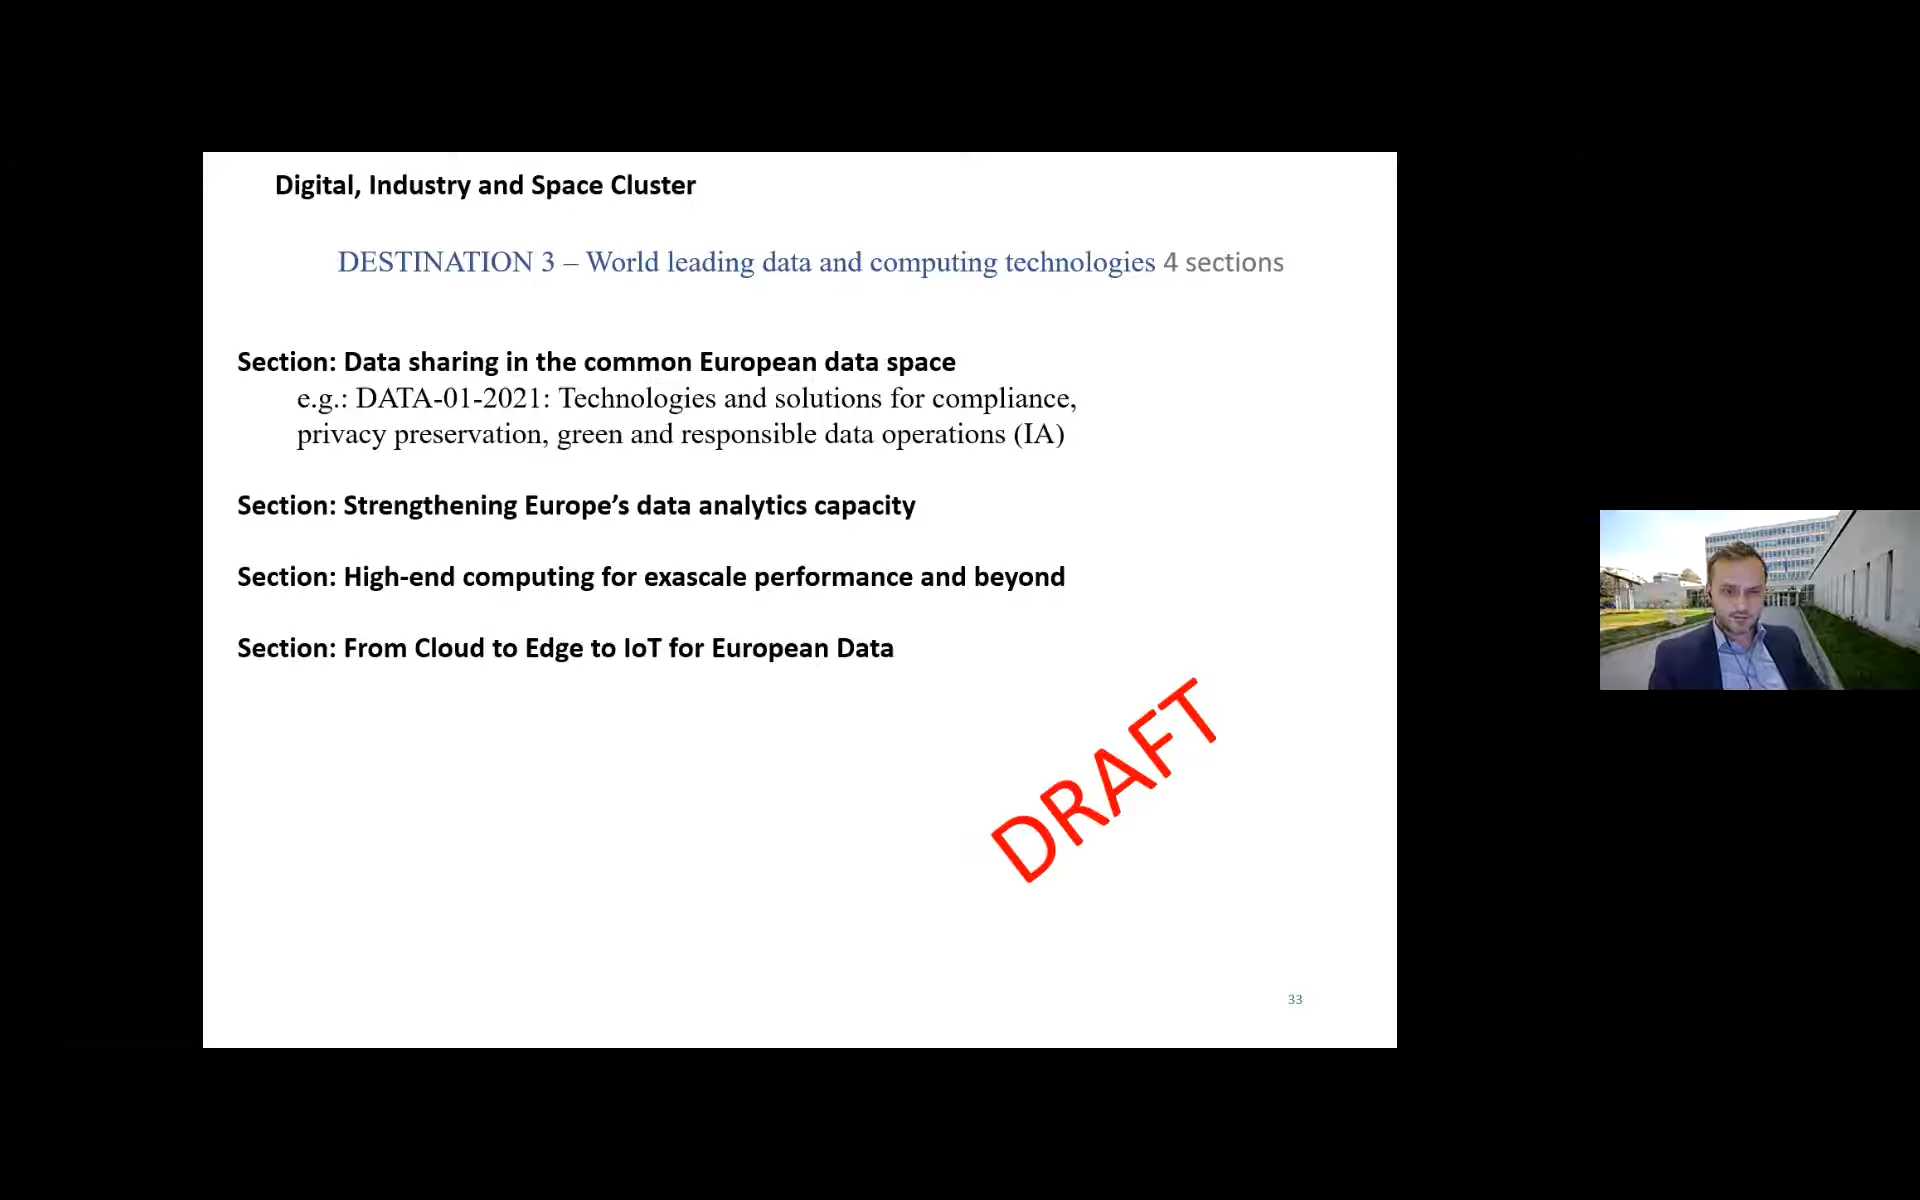 Digital, Industry and Space Cluster
DESTINATION 3 – World leading data and computing technologies 4 sections
Section: Data sharing in the common European data space
e.g.: DATA-01-2021: Technologies and solutions for compliance,
privacy preservation, green and responsible data operations (IA)
Section: Strengthening Europe’s data analytics capacity
Section: High-end computing for exascale performance and beyond
Section: From Cloud to Edge to IoT for European Data
DRAFT
33